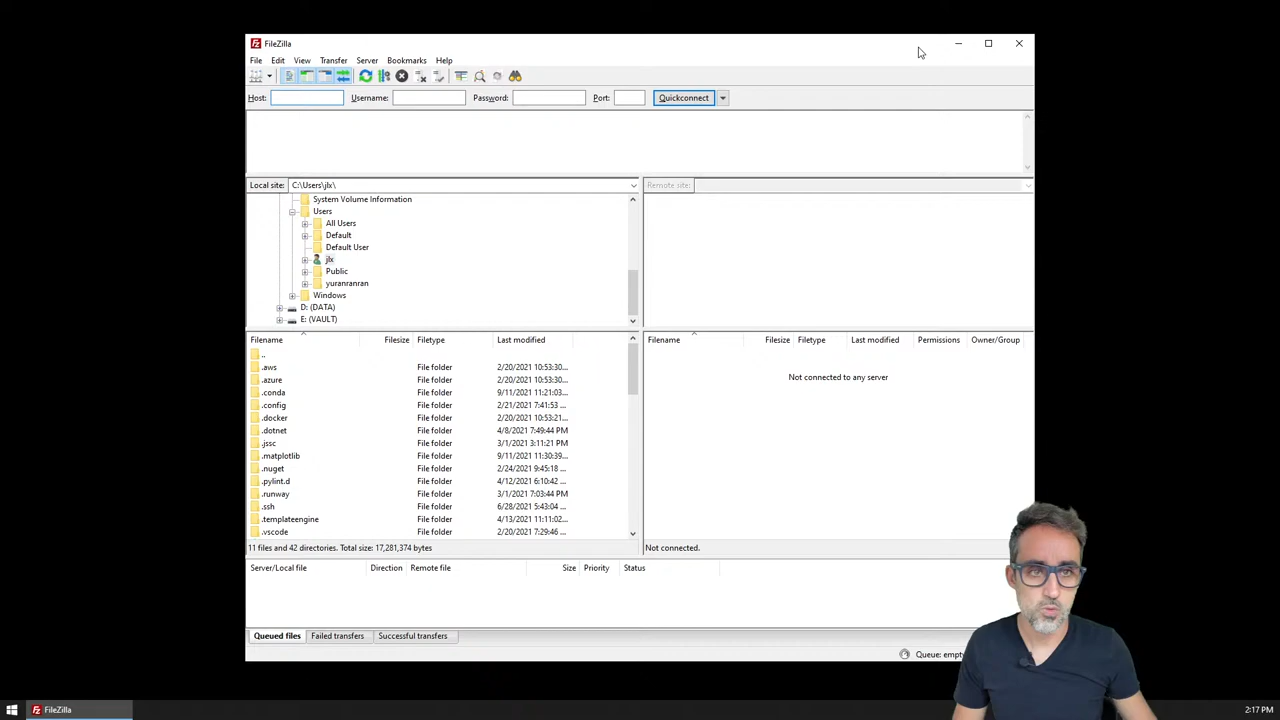 FileZilla
File Edit View Transfer Server Bookmarks Help
Host: Username: Password: Port: Quickconnect
Local site: C:\Users\jlx\
Remote site:
System Volume Information
Users
All Users
Default
Default User
jlx
Public
yuranranran
Windows
D: (DATA)
E: (VAULT)
Filename Filesize Filetype Last modified
..
.aws File folder 2/20/2021 10:53:30...
.azure File folder 2/20/2021 10:53:30...
.conda File folder 9/11/2021 11:21:03...
.config File folder 2/21/2021 7:41:53 ...
.docker File folder 2/20/2021 10:53:21...
.dotnet File folder 4/8/2021 7:49:44 PM
.jssc File folder 3/1/2021 3:11:21 PM
.matplotlib File folder 9/11/2021 11:30:39...
.nuget File folder 2/24/2021 9:45:18 ...
.pylint.d File folder 4/12/2021 6:10:42 ...
.runway File folder 3/1/2021 7:03:44 PM
.ssh File folder 6/28/2021 5:43:04 ...
.templateengine File folder 4/13/2021 11:11:02...
.vscode File folder 2/20/2021 7:29:46 ...
11 files and 42 directories. Total size: 17,281,374 bytes
Filename Filesize Filetype Last modified Permissions Owner/Group
Not connected to any server
Not connected.
Server/Local file Direction Remote file Size Priority Status
Queued files Failed transfers Successful transfers
Queue: empty
FileZilla
2:17 PM